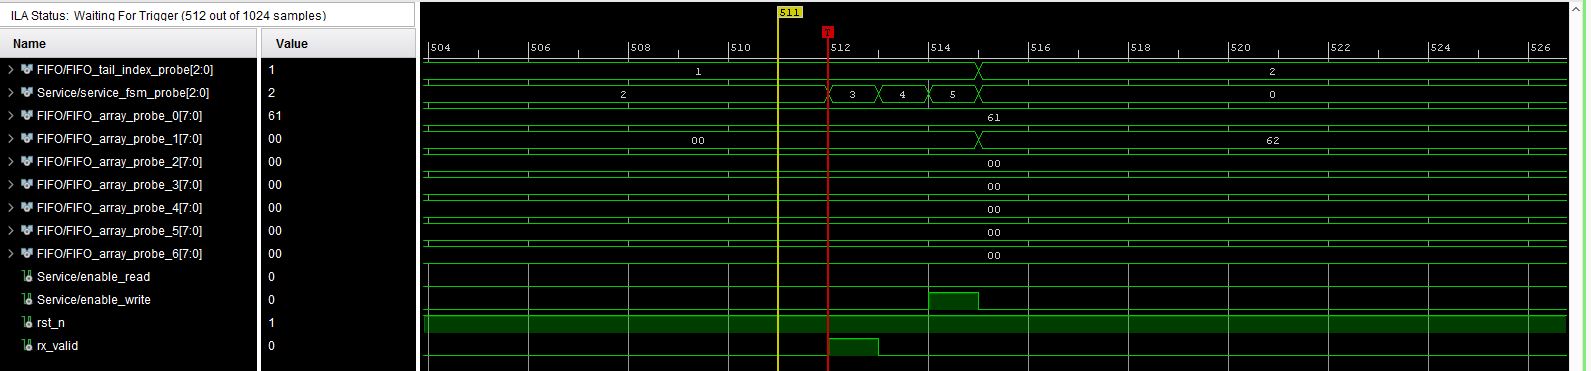 ILA Status: Waiting For Trigger (512 out of 1024 samples)
511
Name Value
504 506 508 510 512 514 516 518 520 522 524 526
FIFO/FIFO_tail_index_probe[2:0] 1 1 2
Service/service_fsm_probe[2:0] 2 2 3 4 5 0
FIFO/FIFO_array_probe_0[7:0] 61 61
FIFO/FIFO_array_probe_1[7:0] 00 00 62
FIFO/FIFO_array_probe_2[7:0] 00 00
FIFO/FIFO_array_probe_3[7:0] 00 00
FIFO/FIFO_array_probe_4[7:0] 00 00
FIFO/FIFO_array_probe_5[7:0] 00 00
FIFO/FIFO_array_probe_6[7:0] 00 00
Service/enable_read 0
Service/enable_write 0
rst_n 1
rx_valid 0